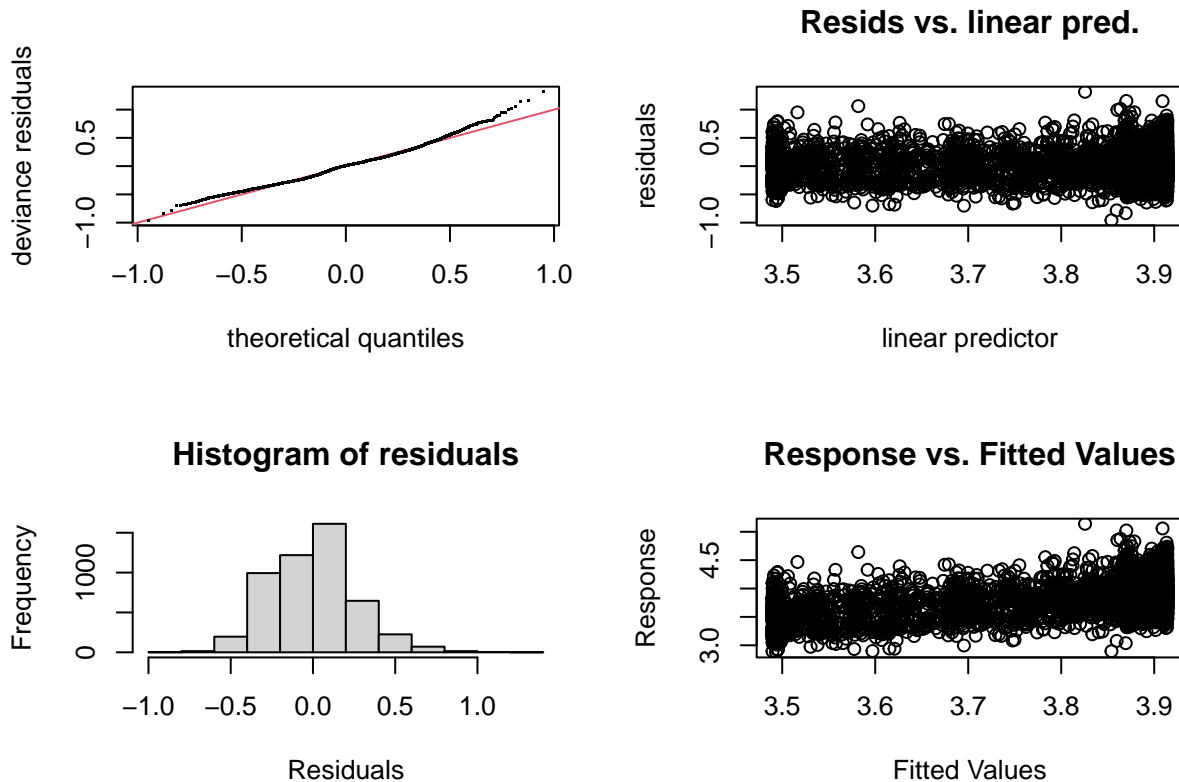 deviance residuals
−1.0 0.5
−1.0 −0.5 0.0 0.5 1.0
theoretical quantiles
Resids vs. linear pred.
residuals
−1.0 0.5
3.5 3.6 3.7 3.8 3.9
linear predictor
Histogram of residuals
Frequency
0 1000
−1.0 −0.5 0.0 0.5 1.0
Residuals
Response vs. Fitted Values
Response
3.0 4.5
3.5 3.6 3.7 3.8 3.9
Fitted Values